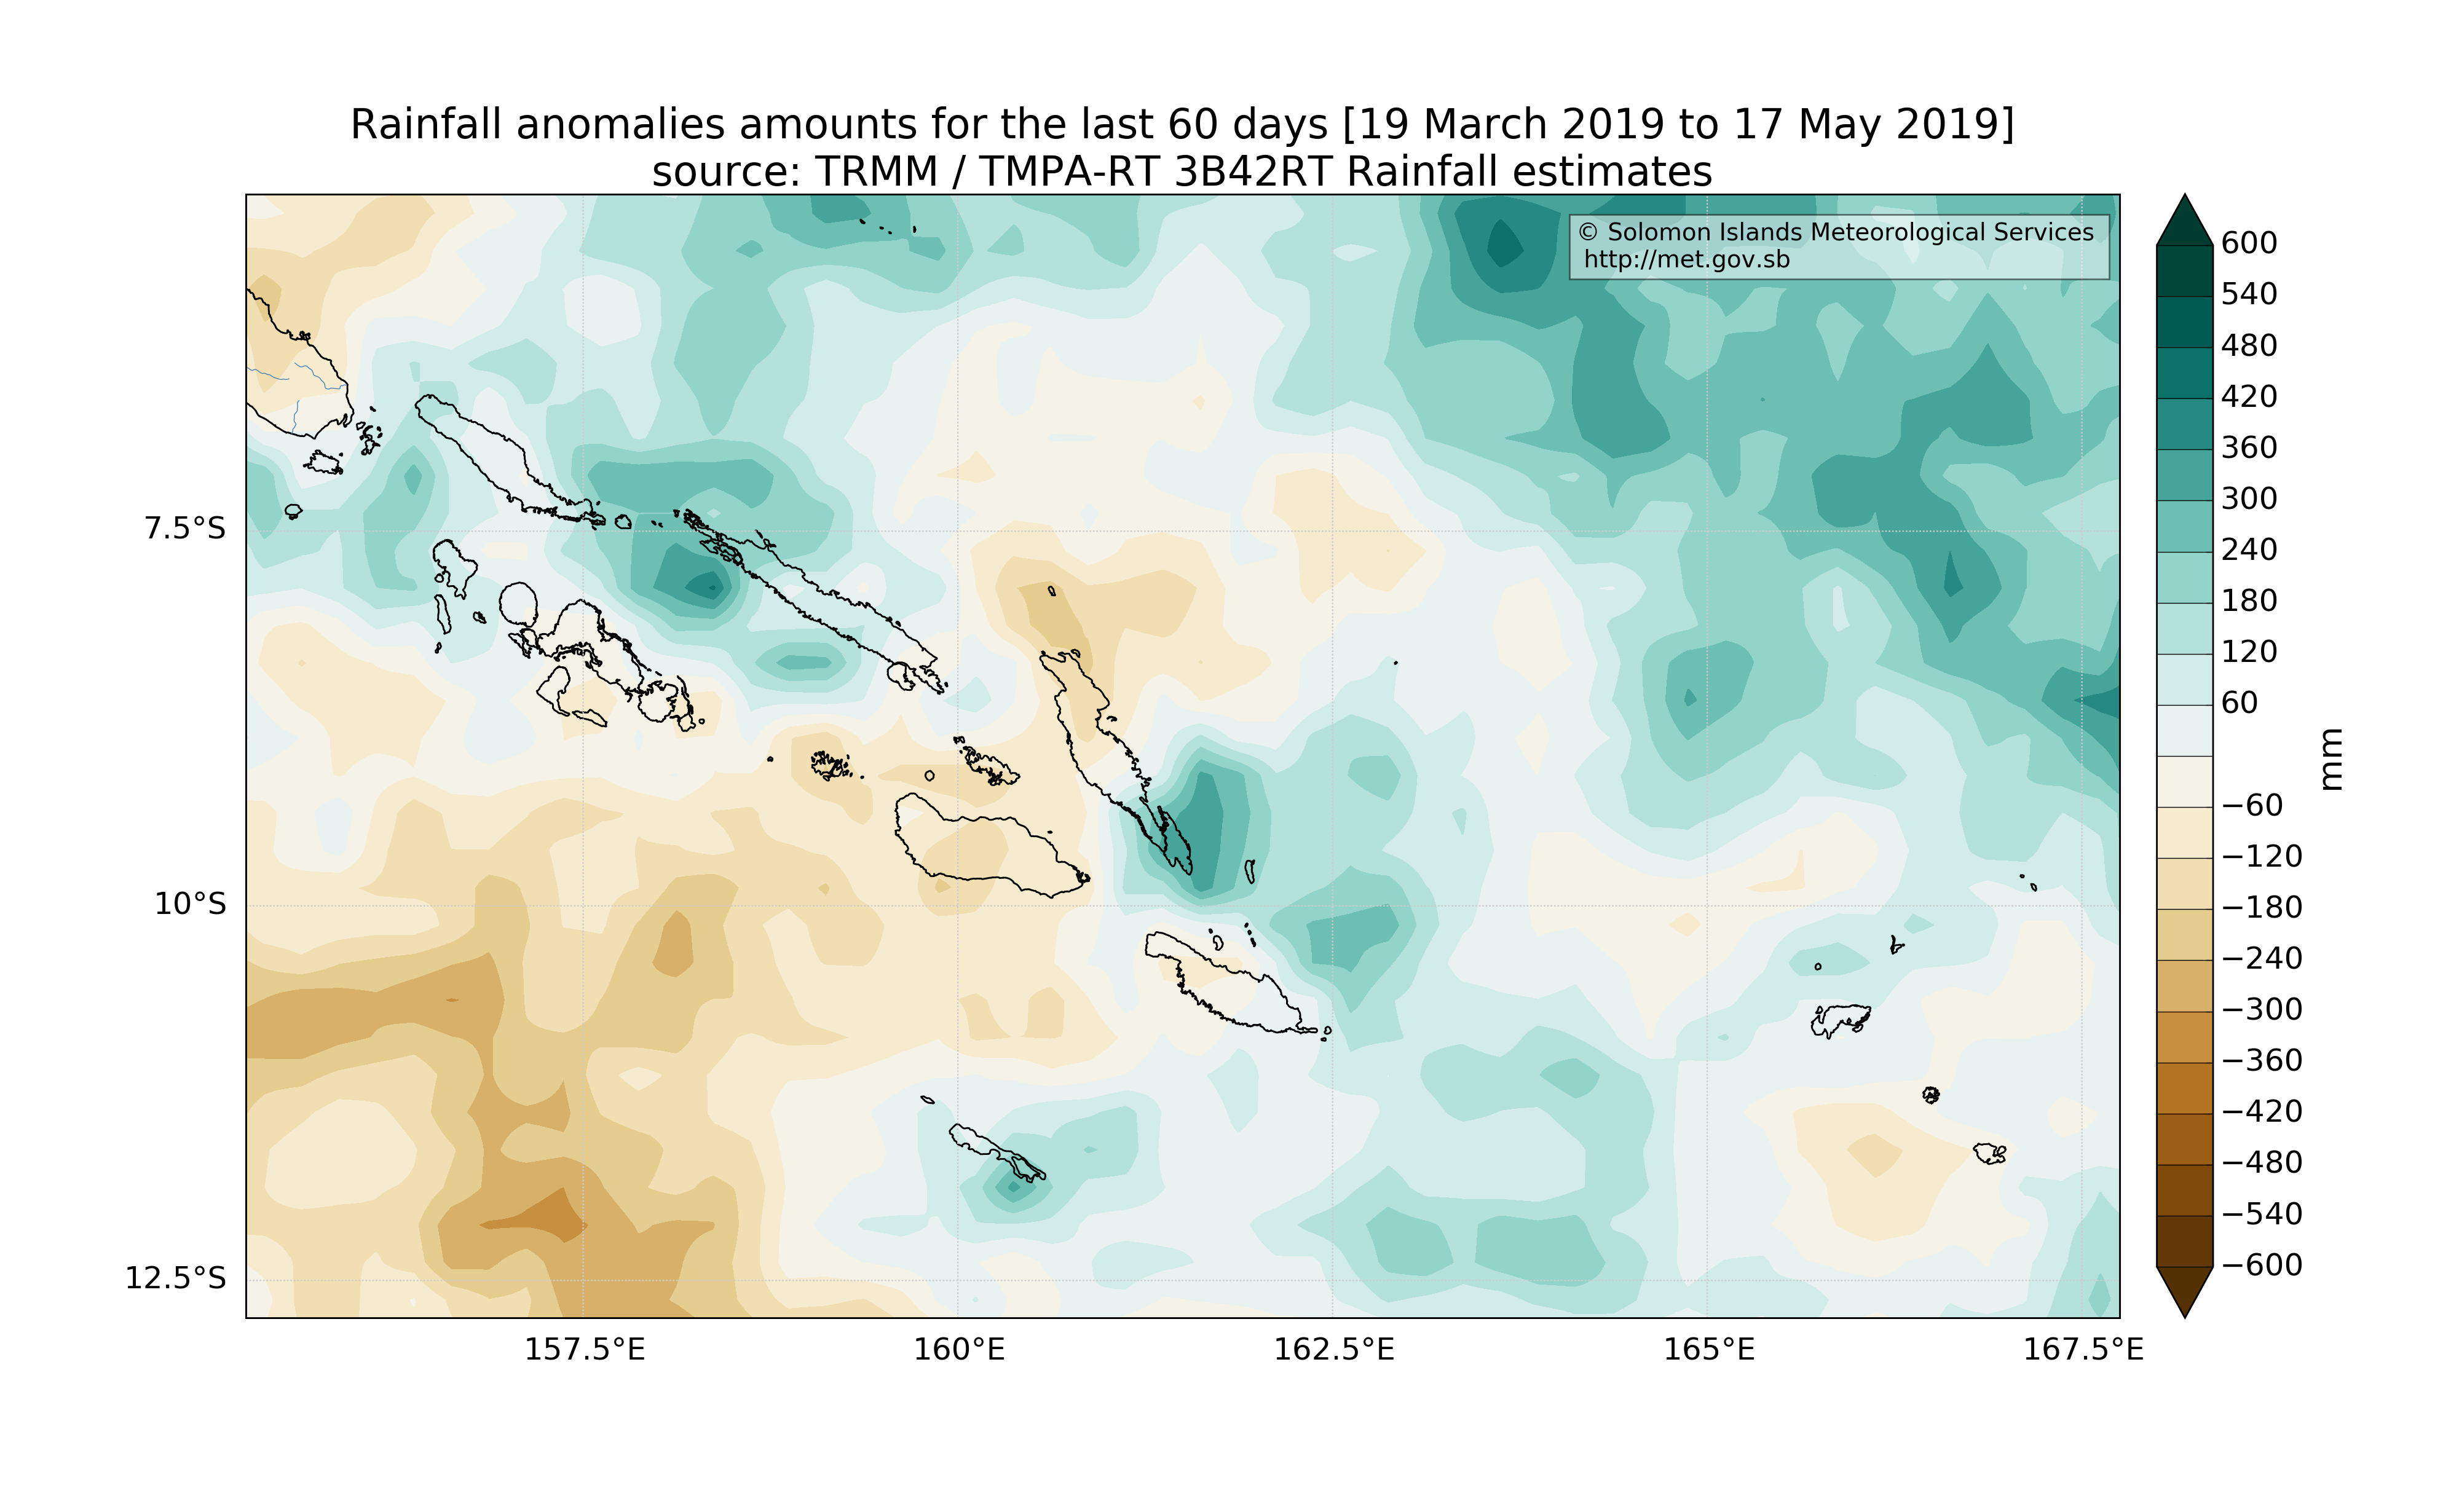 Rainfall anomalies amounts for the last 60 days [19 March 2019 to 17 May 2019]
source: TRMM / TMPA-RT 3B42RT Rainfall estimates
© Solomon Islands Meteorological Services
http://met.gov.sb
7.5°S
10°S
12.5°S
157.5°E
160°E
162.5°E
165°E
167.5°E
600
540
480
420
360
300
240
180
120
60
−60
−120
−180
−240
−300
−360
−420
−480
−540
−600
mm